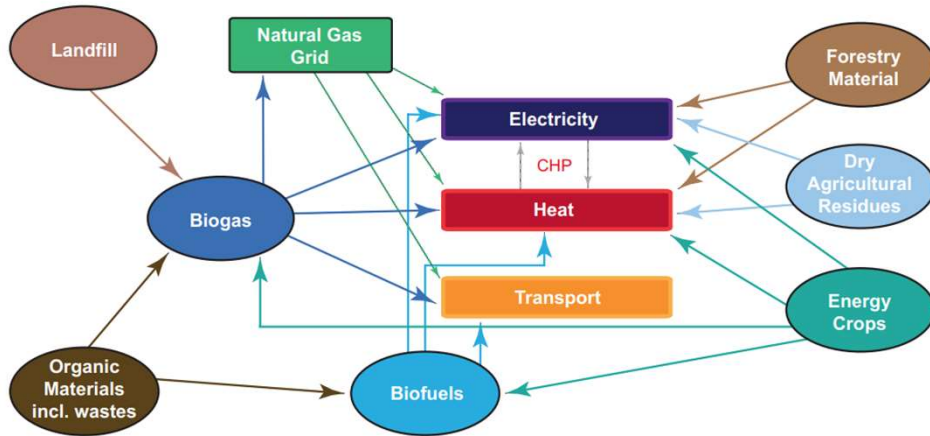 Landfill
Natural Gas
Grid
Forestry
Material
Electricity
CHP
Dry
Agricultural
Residues
Biogas
Heat
Transport
Energy
Crops
Organic
Materials
incl. wastes
Biofuels